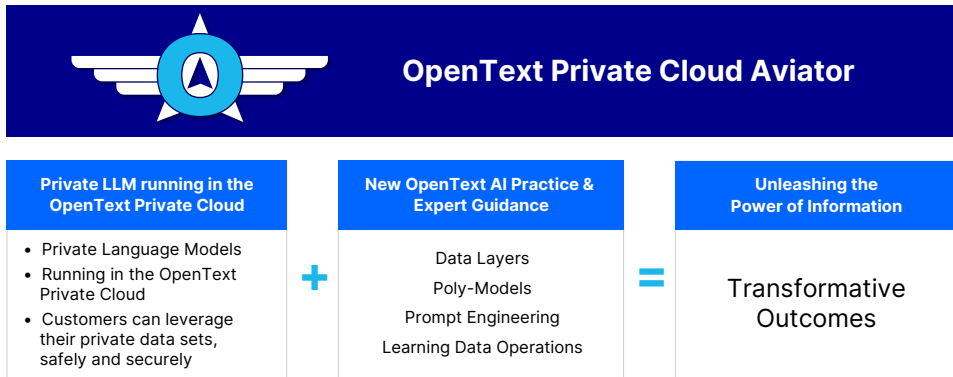 OpenText Private Cloud Aviator
Private LLM running in the
OpenText Private Cloud
• Private Language Models
• Running in the OpenText
Private Cloud
• Customers can leverage
their private data sets,
safely and securely
+
New OpenText AI Practice &
Expert Guidance
Data Layers
Poly-Models
Prompt Engineering
Learning Data Operations
=
Unleashing the
Power of Information
Transformative
Outcomes